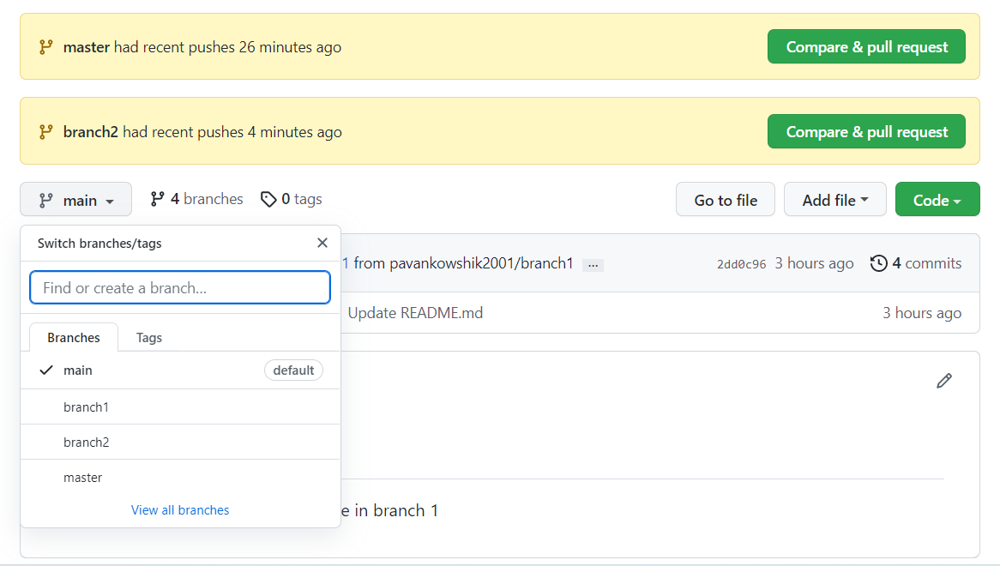 master had recent pushes 26 minutes ago
Compare & pull request
branch2 had recent pushes 4 minutes ago
Compare & pull request
main
4 branches
0 tags
Go to file
Add file
Code
Switch branches/tags
1 from pavankowshik2001/branch1 ...
2dd0c96 3 hours ago
4 commits
Find or create a branch...
Update README.md
3 hours ago
Branches
Tags
main
default
branch1
branch2
master
View all branches
e in branch 1